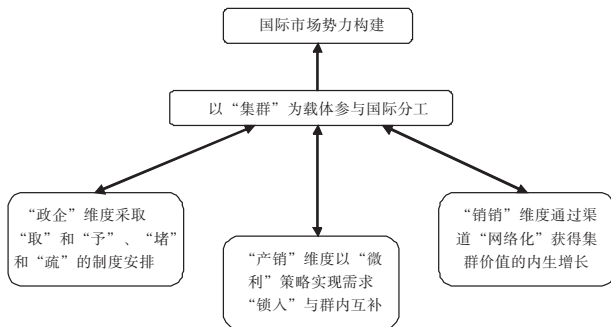 国际市场势力构建
以“集群”为载体参与国际分工
“政企”维度采取
“取”和“予”、“堵”
和“疏”的制度安排
“产销”维度以“微
利”策略实现需求
“锁入”与群内互补
“销销”维度通过渠
道“网络化”获得集
群价值的内生增长